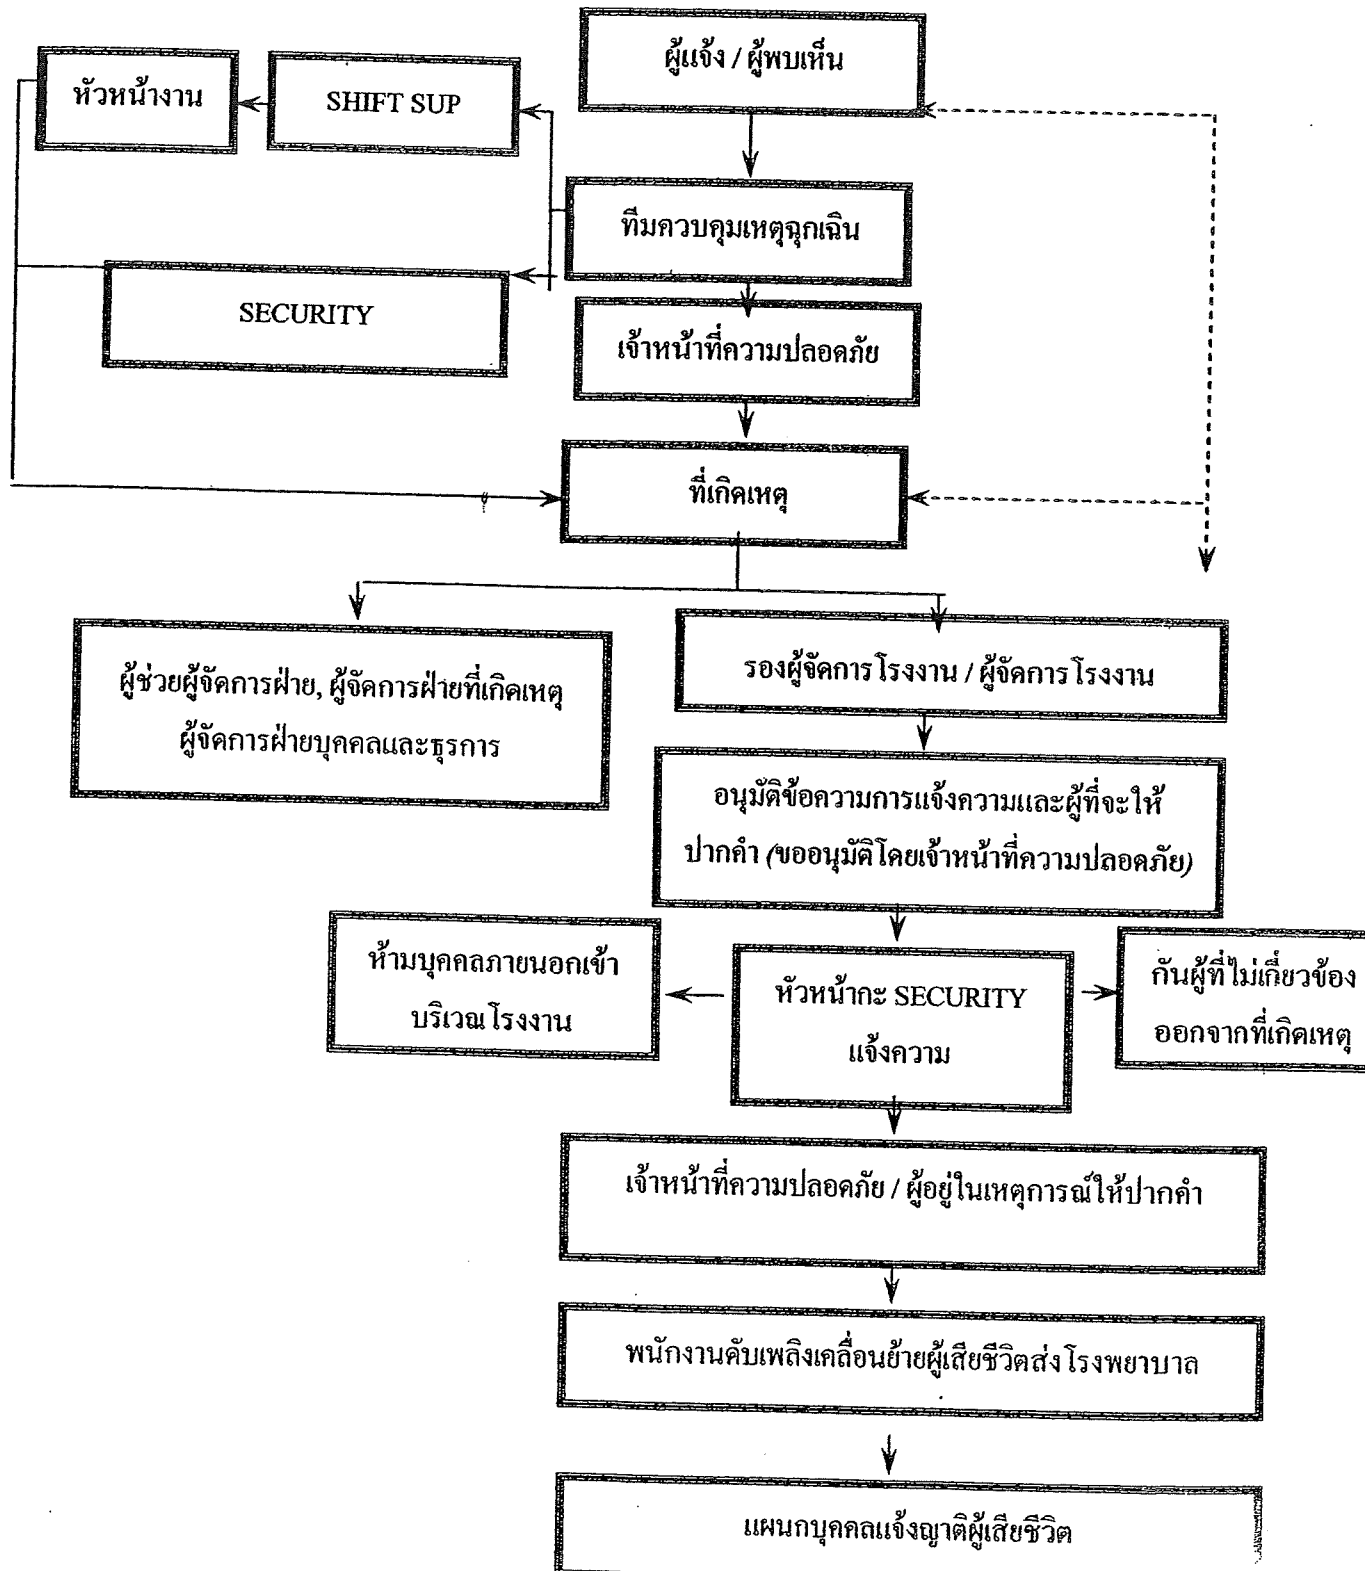 ผู้แจ้ง / ผู้พบเห็น
หัวหน้างาน
SHIFT SUP
ทีมควบคุมเหตุฉุกเฉิน
SECURITY
เจ้าหน้าที่ความปลอดภัย
ที่เกิดเหตุ
ผู้ช่วยผู้จัดการฝ่าย, ผู้จัดการฝ่ายที่เกิดเหตุ
ผู้จัดการฝ่ายบุคคลและธุรการ
รองผู้จัดการโรงงาน / ผู้จัดการโรงงาน
อนุมัติข้อความการแจ้งความและผู้ที่จะให้
ปากคำ (ขออนุมัติโดยเจ้าหน้าที่ความปลอดภัย)
ห้ามบุคคลภายนอกเข้า
บริเวณโรงงาน
หัวหน้ากะ SECURITY
แจ้งความ
กันผู้ที่ไม่เกี่ยวข้อง
ออกจากที่เกิดเหตุ
เจ้าหน้าที่ความปลอดภัย / ผู้อยู่ในเหตุการณ์ให้ปากคำ
พนักงานดับเพลิงเคลื่อนย้ายผู้เสียชีวิตส่งโรงพยาบาล
แผนกบุคคลแจ้งญาติผู้เสียชีวิต